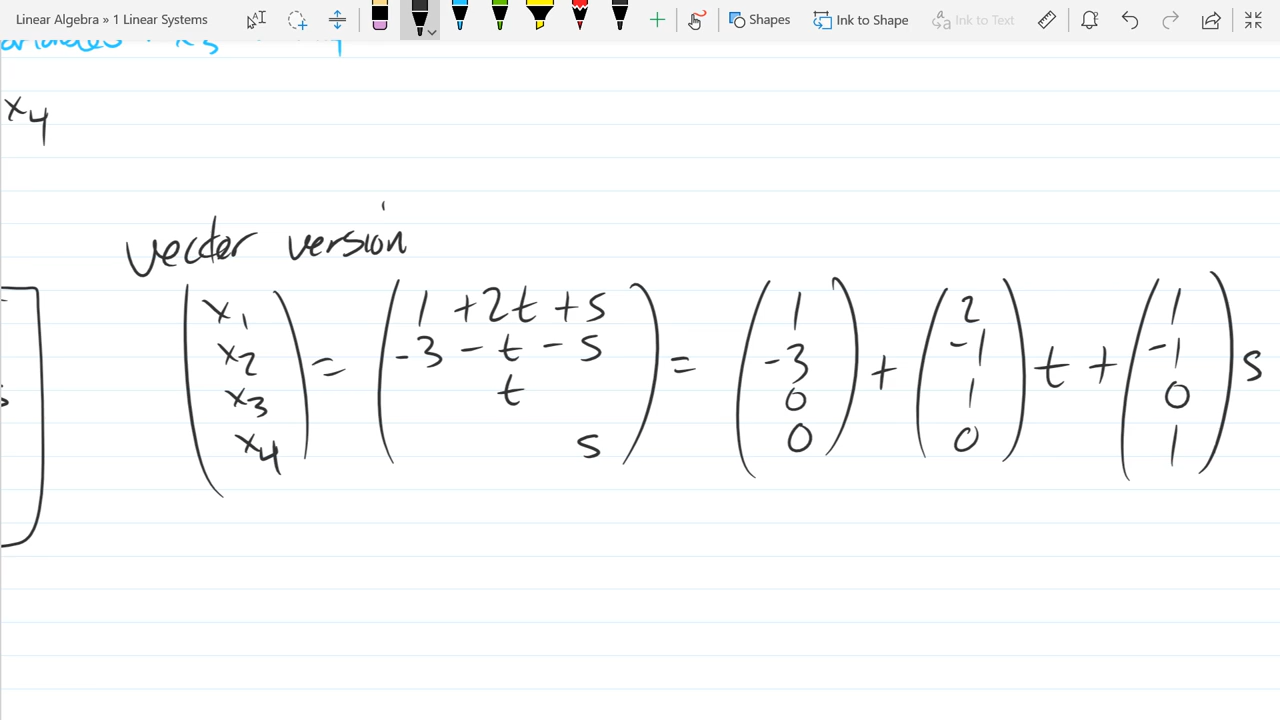 Linear Algebra » 1 Linear Systems Shapes Ink to Shape Ink to Text
x4
vector version
(x1 x2 x3 x4) = (1 + 2t + s -3 - t - s t s) = (1 -3 0 0) + (2 -1 1 0) t + (1 -1 0 1) s